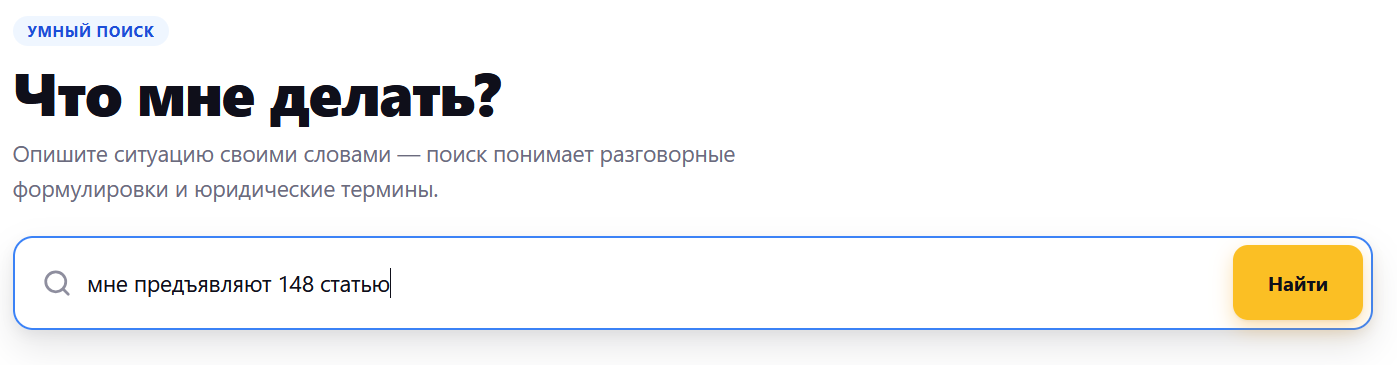 УМНЫЙ ПОИСК
Что мне делать?
Опишите ситуацию своими словами — поиск понимает разговорные
формулировки и юридические термины.
мне предъявляют 148 статью
Найти